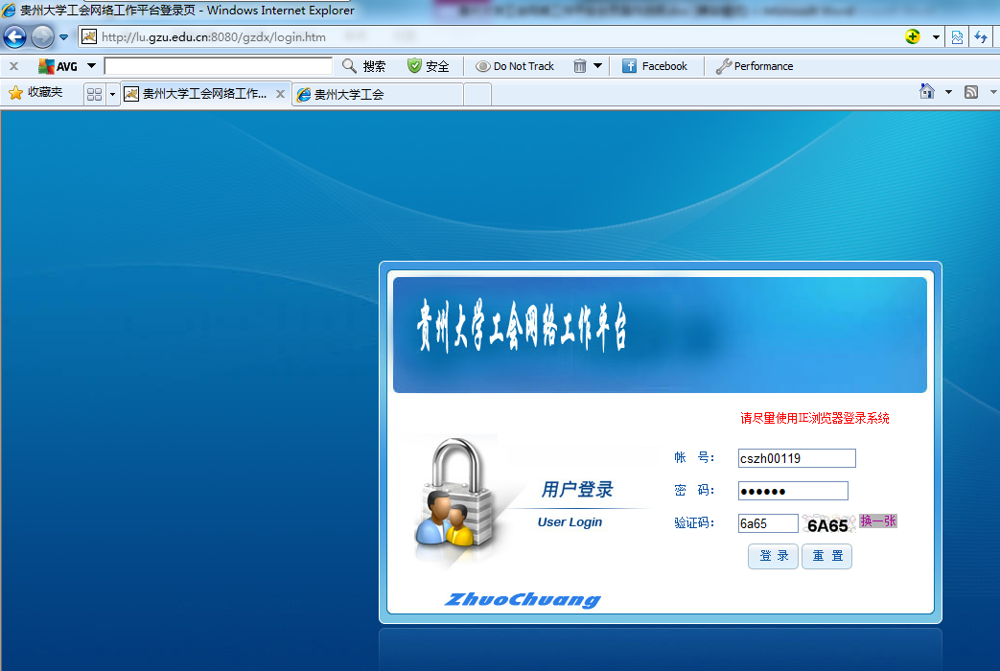 贵州大学工会网络工作平台登录页 - Windows Internet Explorer
http://lu.gzu.edu.cn:8080/gzdx/login.htm
x AVG 搜索 安全 Do Not Track Facebook Performance
收藏夹 贵州大学工会网络工作... x 贵州大学工会
贵州大学工会网络工作平台
请尽量使用IE浏览器登录系统
帐 号: cszh00119
用户登录 密 码: ●●●●●●
User Login 验证码: 6a65 6A65 换一张
登 录 重 置
ZhuoChuang